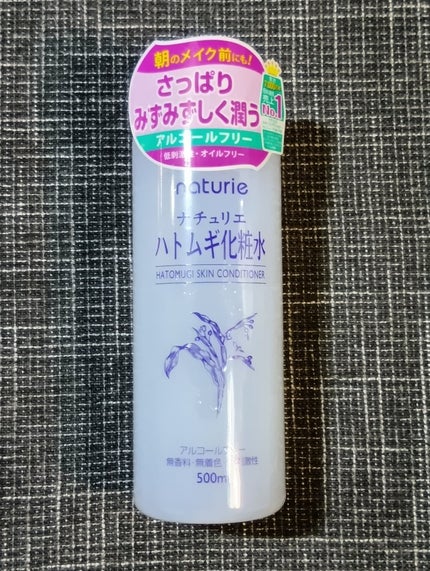 朝のメイク前にも!
さっぱり
みずみずしく潤う
アルコールフリー
低刺激性・オイルフリー
No.1
naturie
ナチュリエ
ハトムギ化粧水
HATOMUGI SKIN CONDITIONER
アルコールフリー
無香料・無着色 刺激性
500ml